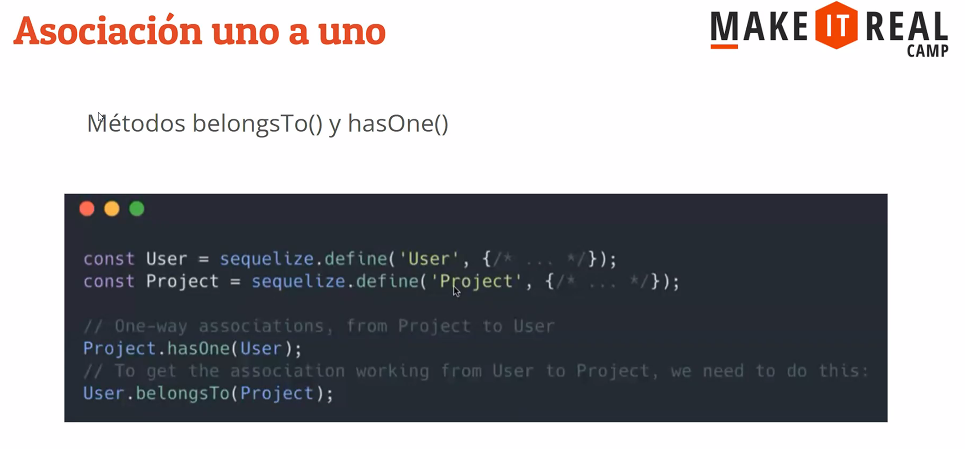 Asociación uno a uno
MAKE IT REAL
CAMP
Métodos belongsTo() y hasOne()
const User = sequelize.define('User', {/* ... */});
const Project = sequelize.define('Project', {/* ... */});
// One-way associations, from Project to User
Project.hasOne(User);
// To get the association working from User to Project, we need to do this:
User.belongsTo(Project);